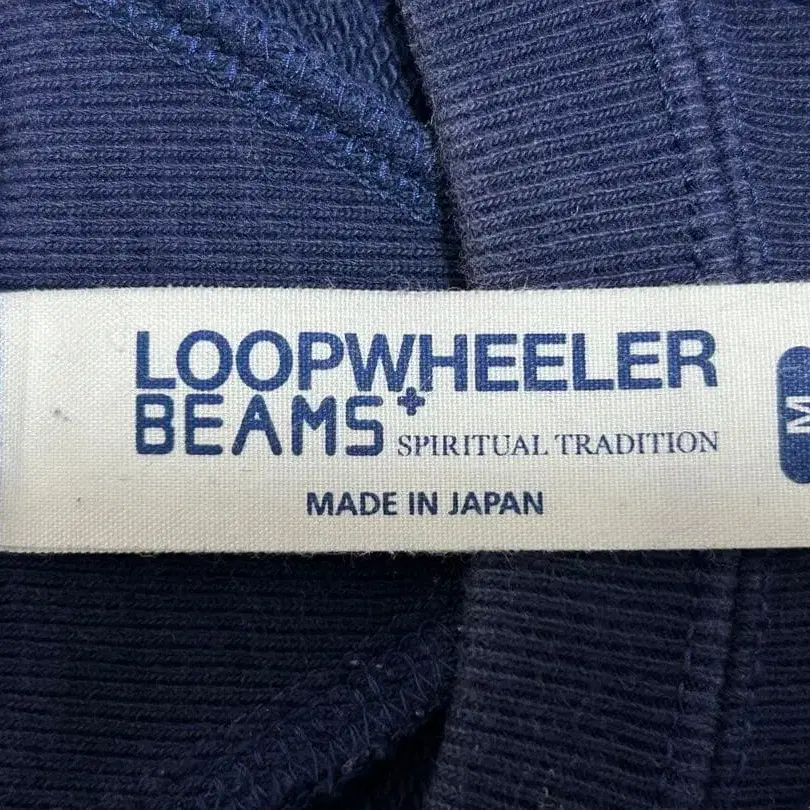 LOOPWHEELER
BEAMS+ SPIRITUAL TRADITION
MADE IN JAPAN
M